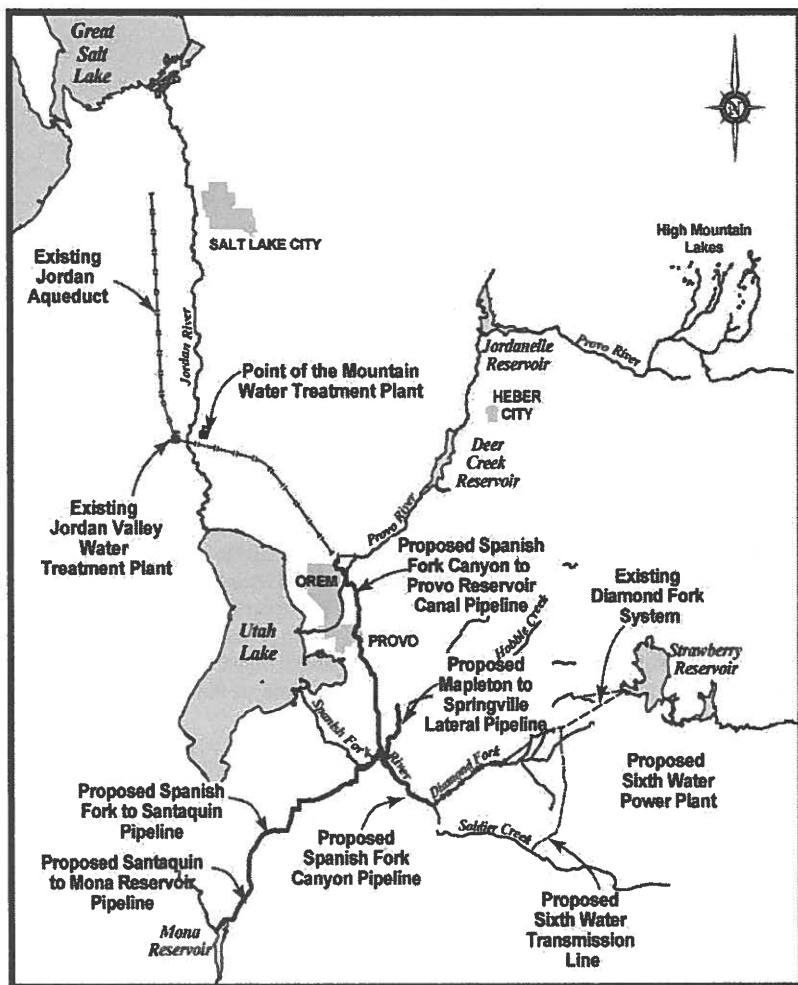 Great
Salt
Lake
N
SALT LAKE CITY
High Mountain
Lakes
Existing
Jordan
Aqueduct
Jordan River
Jordanelle
Reservoir
Provo River
Point of the Mountain
Water Treatment Plant
HEBER
CITY
Deer
Creek
Reservoir
Existing
Jordan Valley
Water
Treatment Plant
Provo River
Proposed Spanish
Fork Canyon to
Provo Reservoir
Canal Pipeline
Existing
Diamond Fork
System
OREM
Hobble Creek
Utah
Lake
PROVO
Strawberry
Reservoir
Proposed
Mapleton to
Springville
Lateral Pipeline
Spanish Fork
River
Diamond Fork
Proposed
Sixth Water
Power Plant
Proposed Spanish
Fork to Santaquin
Pipeline
Soldier Creek
Proposed
Spanish Fork
Canyon Pipeline
Proposed Santaquin
to Mona Reservoir
Pipeline
Proposed
Sixth Water
Transmission
Line
Mona
Reservoir